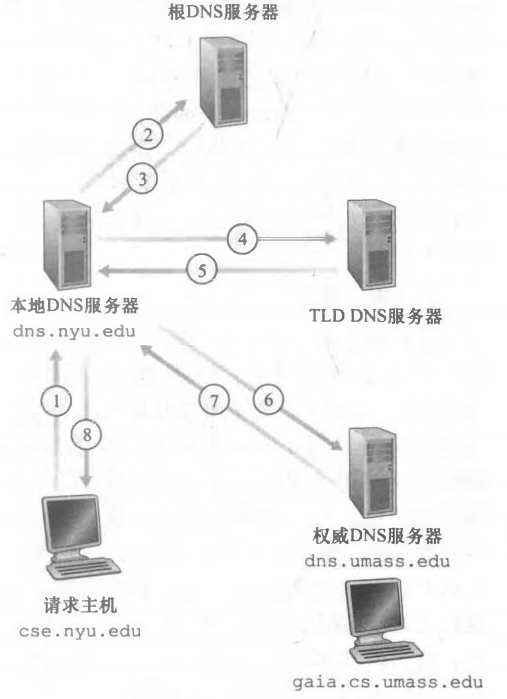 根DNS服务器
2
3
4
5
本地DNS服务器
dns.nyu.edu
TLD DNS服务器
1
8
7
6
权威DNS服务器
dns.umass.edu
请求主机
cse.nyu.edu
gaia.cs.umass.edu